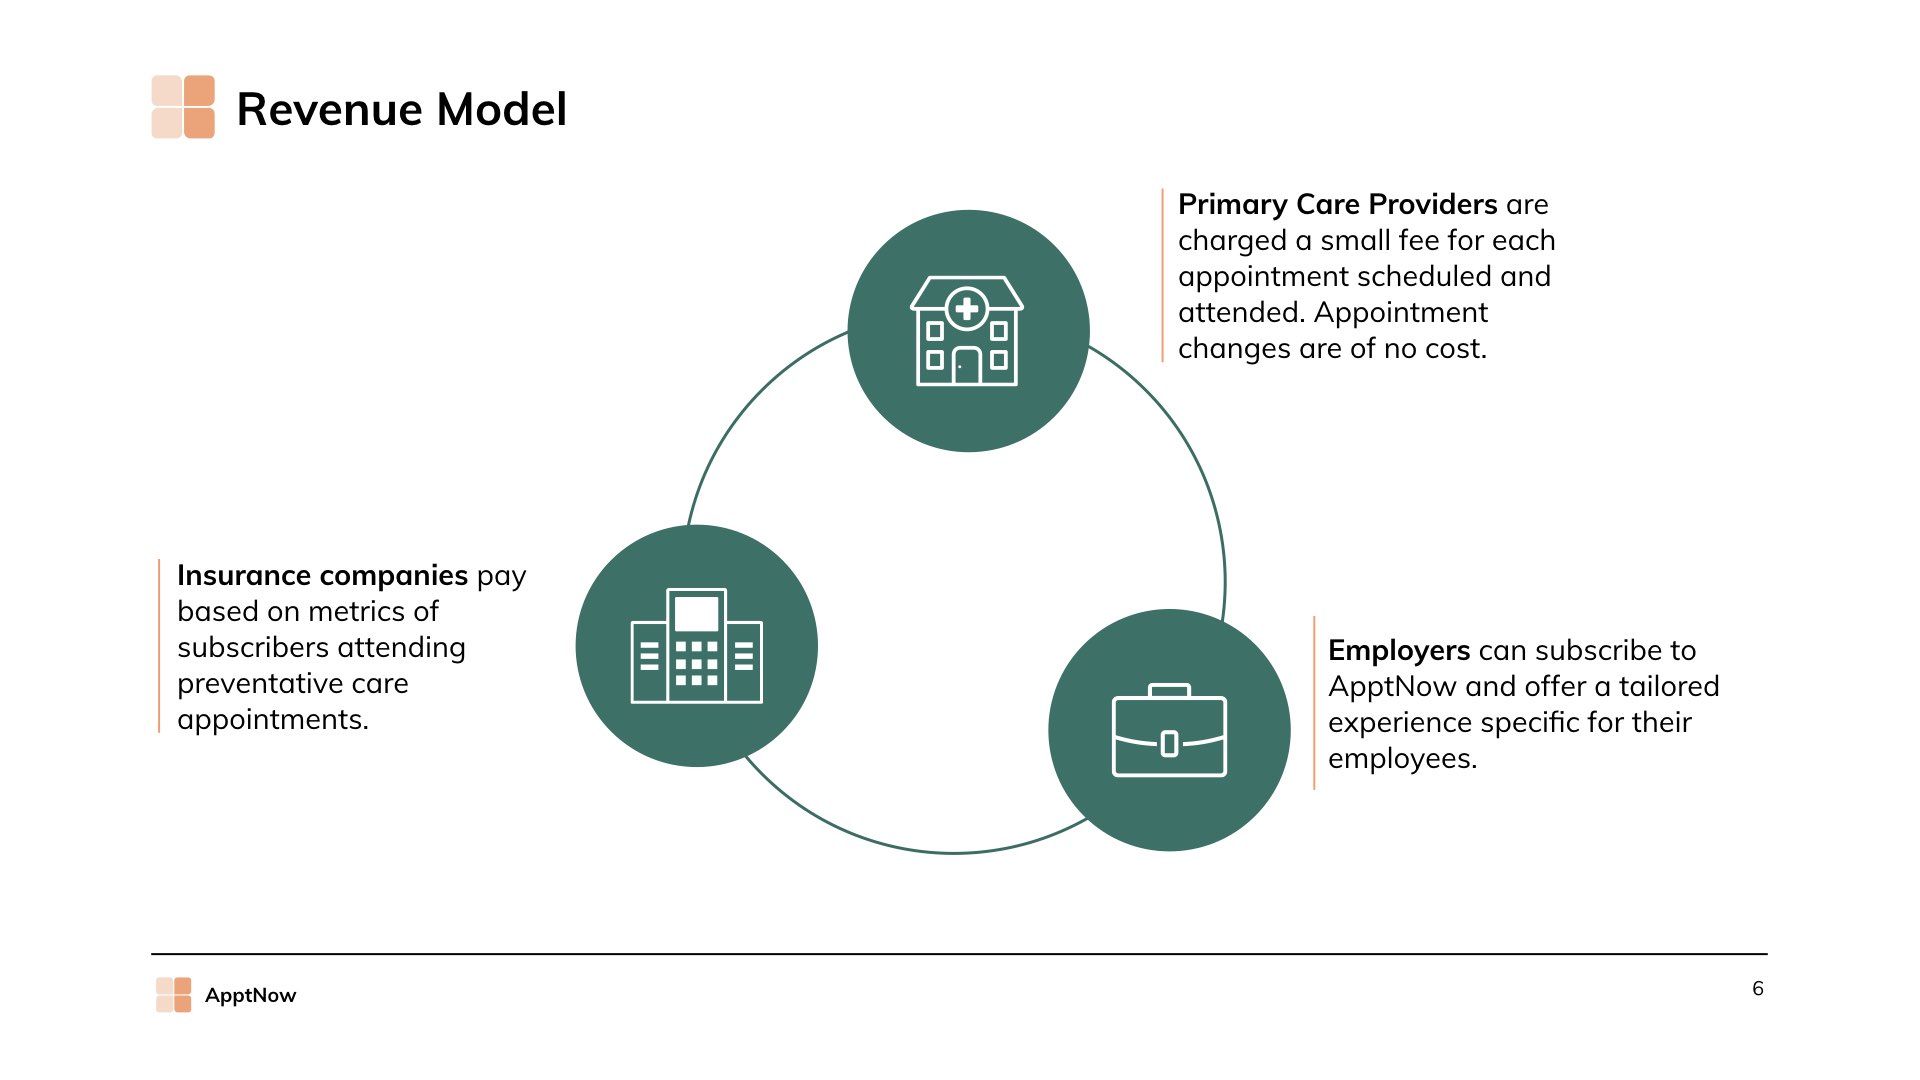 Revenue Model
Primary Care Providers are
charged a small fee for each
appointment scheduled and
attended. Appointment
changes are of no cost.
Insurance companies pay
based on metrics of
subscribers attending
preventative care
appointments.
Employers can subscribe to
ApptNow and offer a tailored
experience specific for their
employees.
ApptNow
6